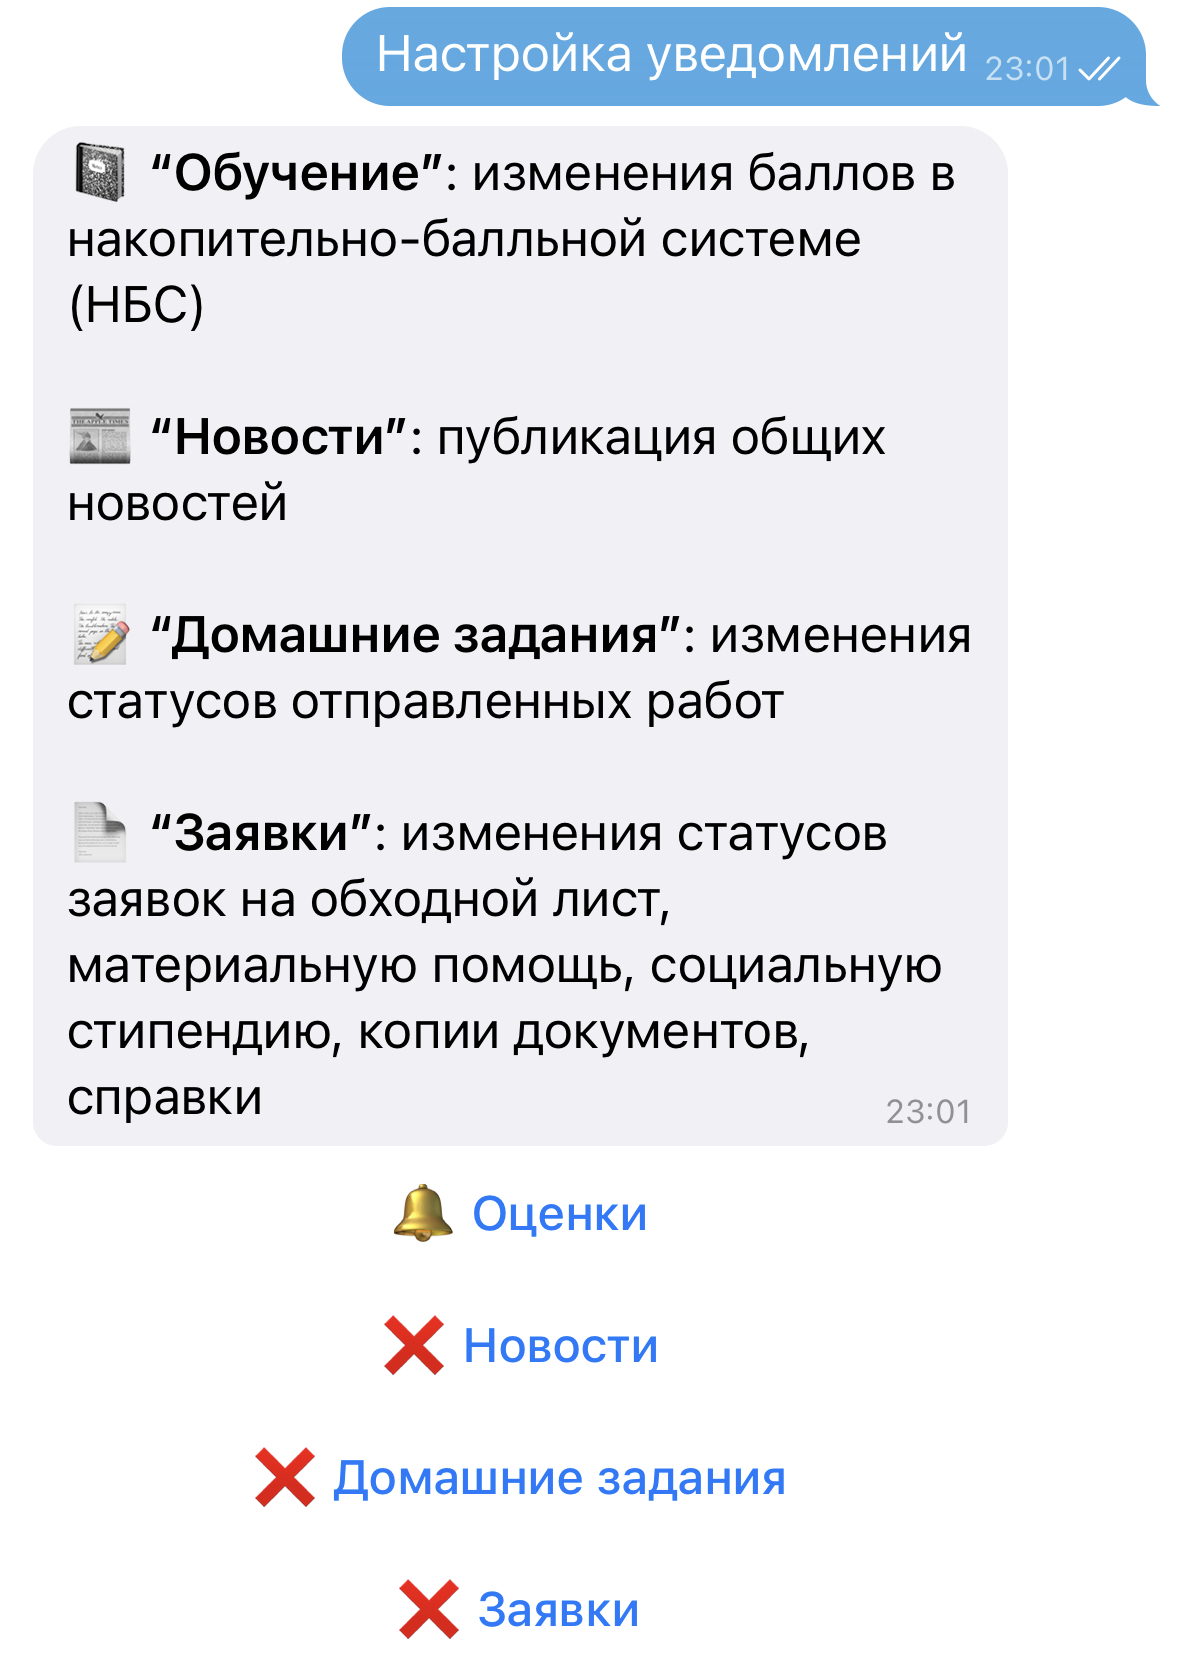 Настройка уведомлений 23:01
“Обучение”: изменения баллов в
накопительно-балльной системе
(НБС)
“Новости”: публикация общих
новостей
“Домашние задания”: изменения
статусов отправленных работ
“Заявки”: изменения статусов
заявок на обходной лист,
материальную помощь, социальную
стипендию, копии документов,
справки
23:01
Оценки
Новости
Домашние задания
Заявки